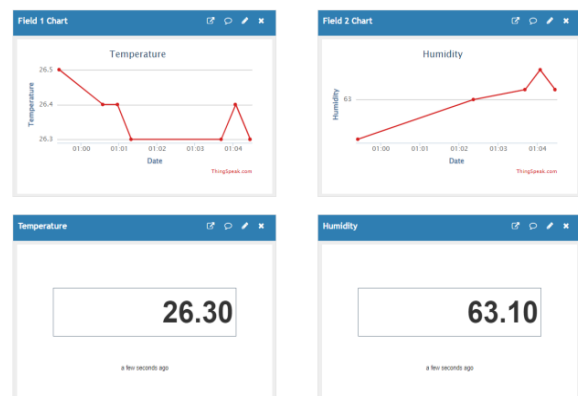 Field 1 Chart
Temperature
26.5
26.4
26.3
Temperature
01:00 01:01 01:02 01:03 01:04
Date
ThingSpeak.com
Field 2 Chart
Humidity
63
Humidity
01:00 01:01 01:02 01:03 01:04
Date
ThingSpeak.com
Temperature
26.30
a few seconds ago
Humidity
63.10
a few seconds ago